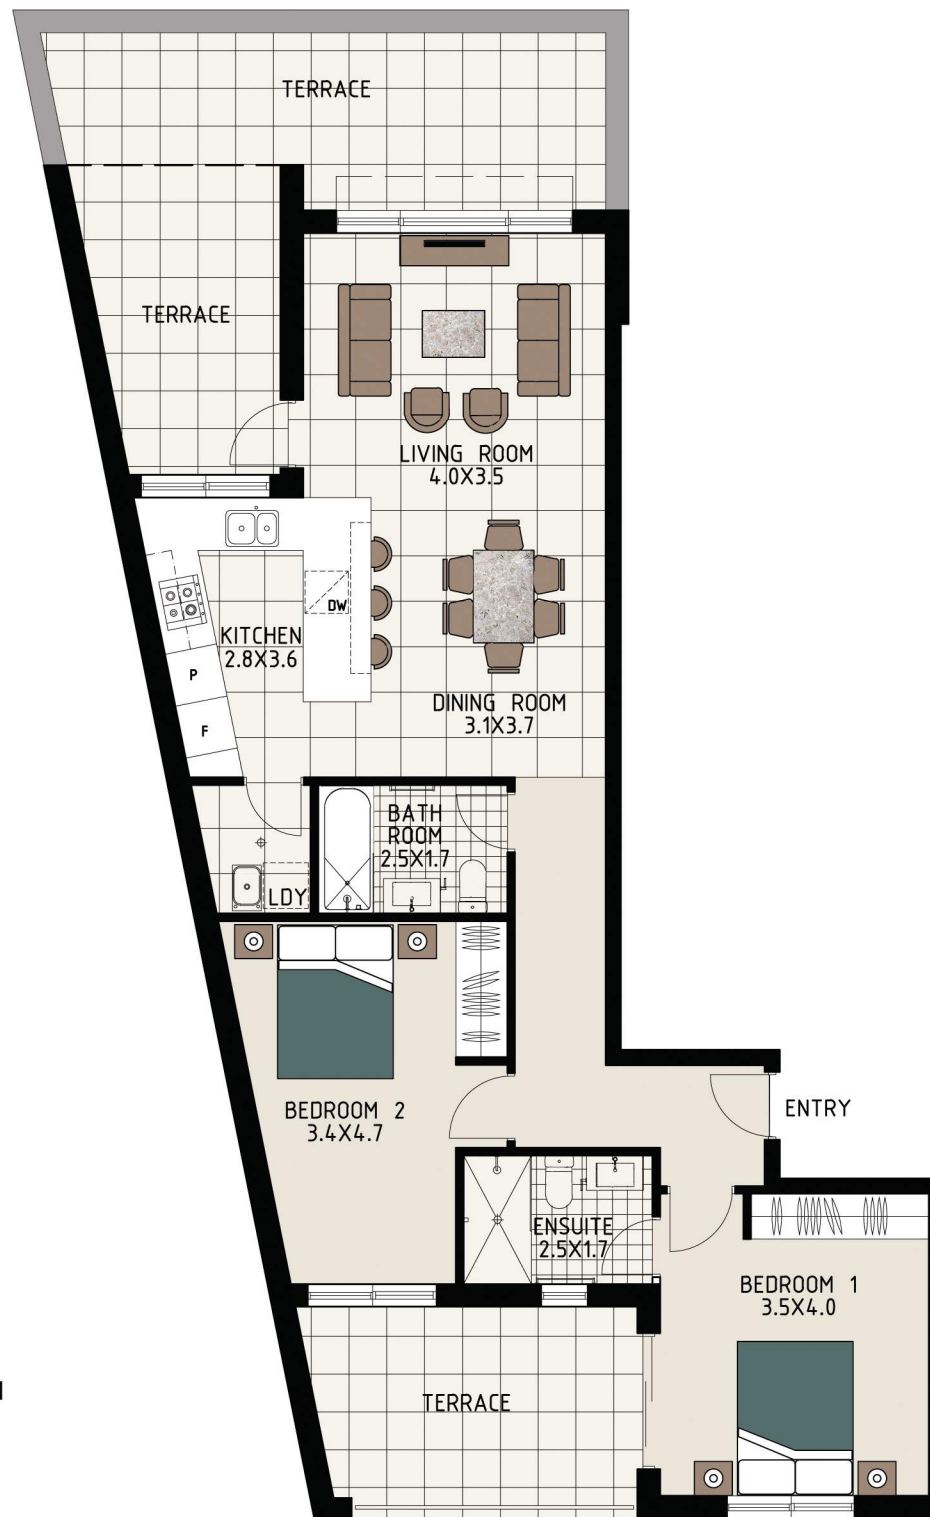 TERRACE
TERRACE
LIVING ROOM
4.0X3.5
DW
KITCHEN
2.8X3.6
P
F
DINING ROOM
3.1X3.7
BATH
ROOM
2.5X1.7
LDY
BEDROOM 2
3.4X4.7
ENTRY
ENSUITE
2.5X1.7
BEDROOM 1
3.5X4.0
TERRACE